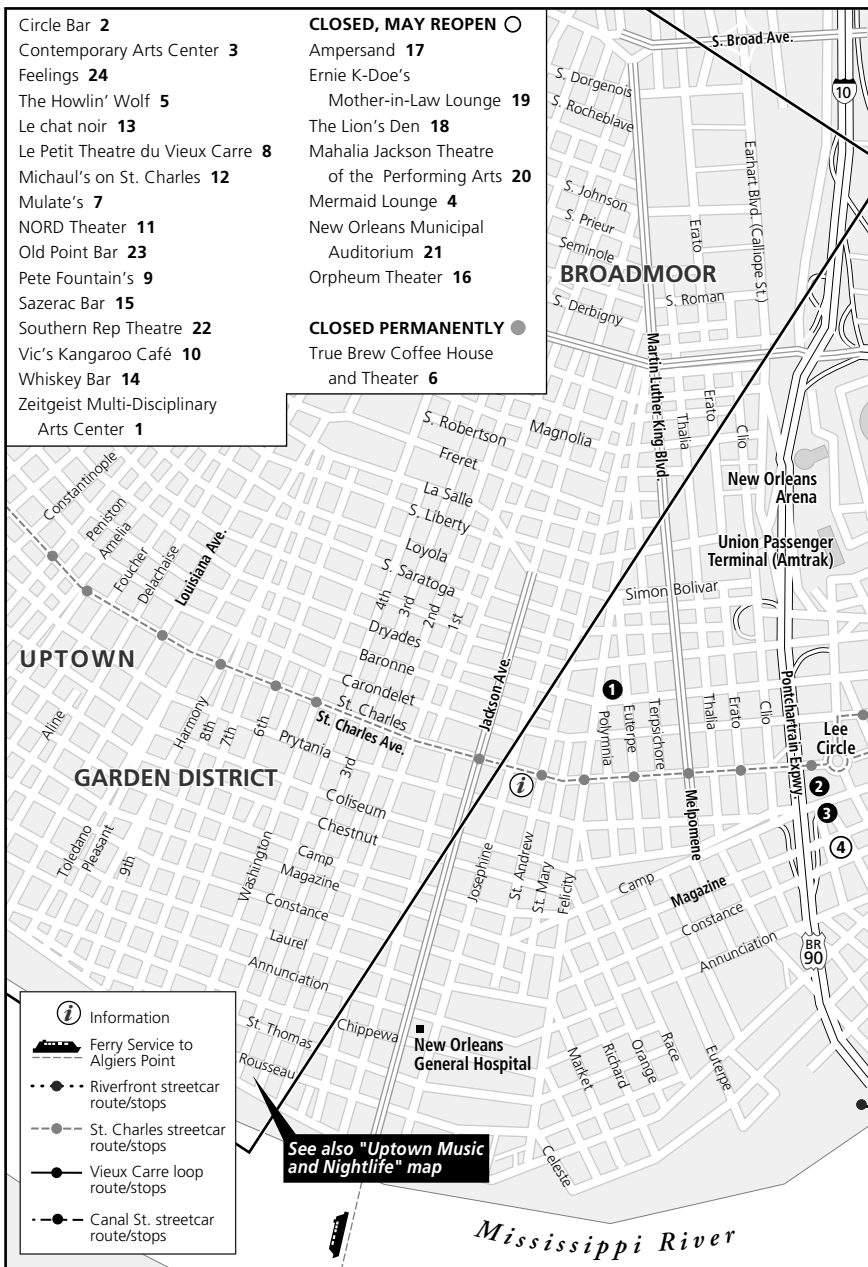 Circle Bar 2
Contemporary Arts Center 3
Feelings 24
The Howlin' Wolf 5
Le chat noir 13
Le Petit Theatre du Vieux Carre 8
Michaul's on St. Charles 12
Mulate's 7
NORD Theater 11
Old Point Bar 23
Pete Fountain's 9
Sazerac Bar 15
Southern Rep Theatre 22
Vic's Kangaroo Café 10
Whiskey Bar 14
Zeitgeist Multi-Disciplinary
Arts Center 1
CLOSED, MAY REOPEN
Ampersand 17
Ernie K-Doe's
Mother-in-Law Lounge 19
The Lion's Den 18
Mahalia Jackson Theatre
of the Performing Arts 20
Mermaid Lounge 4
New Orleans Municipal
Auditorium 21
Orpheum Theater 16
CLOSED PERMANENTLY
True Brew Coffee House
and Theater 6
S. Broad Ave.
10
S. Dorgenois
S. Rocheblave
Earhart Blvd. (Calliope St.)
S. Johnson
S. Prieur
Erato
Seminole
BROADMOOR
S. Roman
S. Derbigny
Martin Luther King Blvd.
Erato
Thalia
Clio
S. Robertson
Magnolia
Freret
New Orleans
Arena
La Salle
S. Liberty
Union Passenger
Terminal (Amtrak)
Loyola
S. Saratoga
Simon Bolivar
Constantinople
Peniston
Amelia
Foucher
Delachaise
Louisiana Ave.
4th
3rd
2nd
1st
Dryades
Baronne
Carondelet
St. Charles
St. Charles Ave.
Jackson Ave.
UPTOWN
Aline
Harmony
8th
7th
6th
Prytania
3rd
GARDEN DISTRICT
Coliseum
Chestnut
1
Polymnia
Euterpe
Terpsichore
Thalia
Erato
Clio
Pontchartrain Expwy.
Lee
Circle
i
2
3
4
Melpomene
Toledano
Pleasant
9th
Washington
Camp
Magazine
Constance
Laurel
Annunciation
Josephine
St. Andrew
St. Mary
Felicity
Camp
Magazine
Constance
Annunciation
BR
90
St. Thomas
Chippewa
Rousseau
New Orleans
General Hospital
Market
Richard
Orange
Race
Euterpe
Celeste
i Information
Ferry Service to
Algiers Point
Riverfront streetcar
route/stops
St. Charles streetcar
route/stops
Vieux Carre loop
route/stops
Canal St. streetcar
route/stops
See also "Uptown Music
and Nightlife" map
Mississippi River